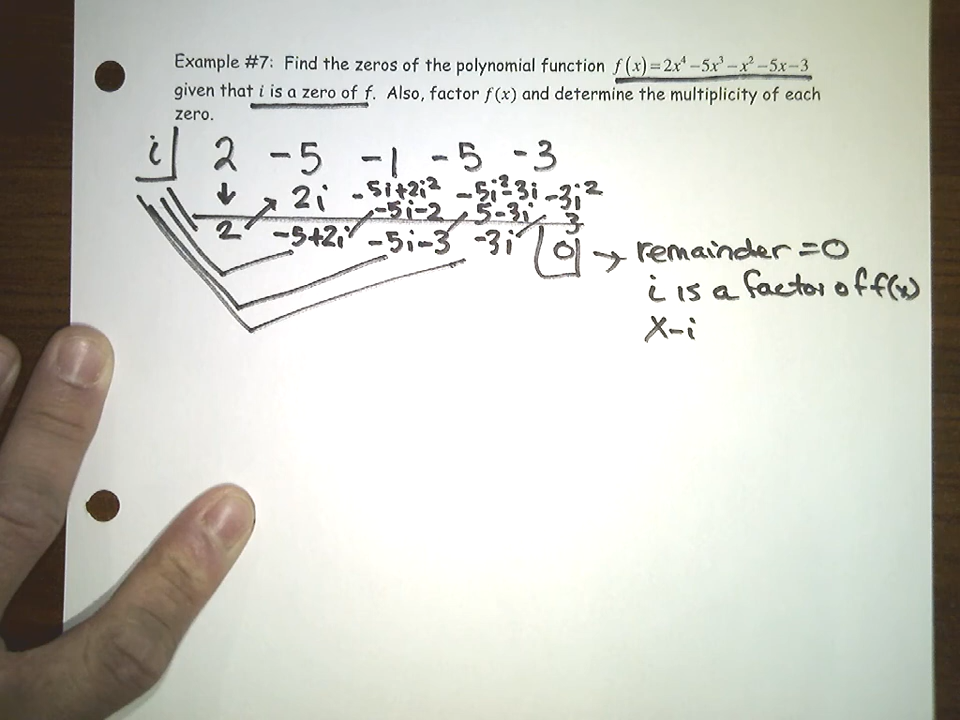 Example #7: Find the zeros of the polynomial function f(x)=2x⁴−5x³−x²−5x−3
given that i is a zero of f. Also, factor f(x) and determine the multiplicity of each
zero.
i 2 -5 -1 -5 -3
↓ 2i -5i+2i² -5i²-3i -3i²
-5i-2 5-3i 3
2 -5+2i -5i-3 -3i 0 → remainder =0
i is a factor of f(x)
x-i